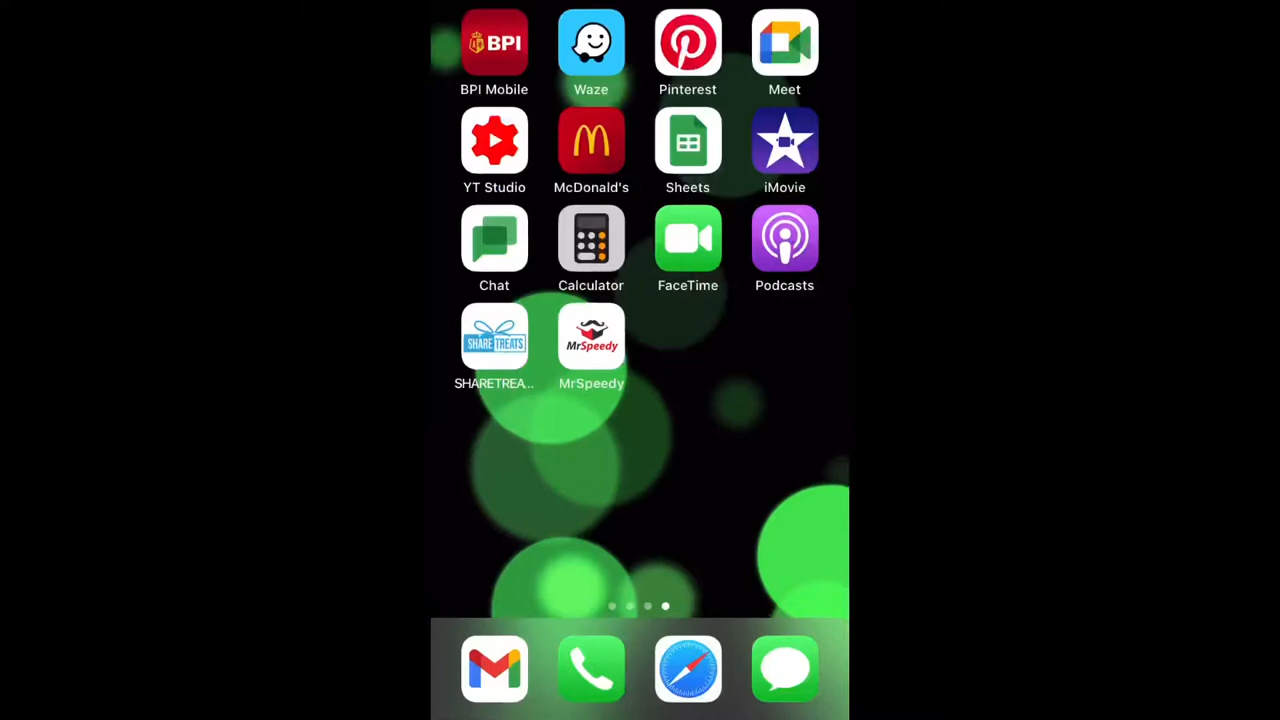 BPI
BPI Mobile Waze Pinterest Meet
YT Studio McDonald's Sheets iMovie
Chat Calculator FaceTime Podcasts
SHARE TREATS MrSpeedy
SHARETREA... MrSpeedy